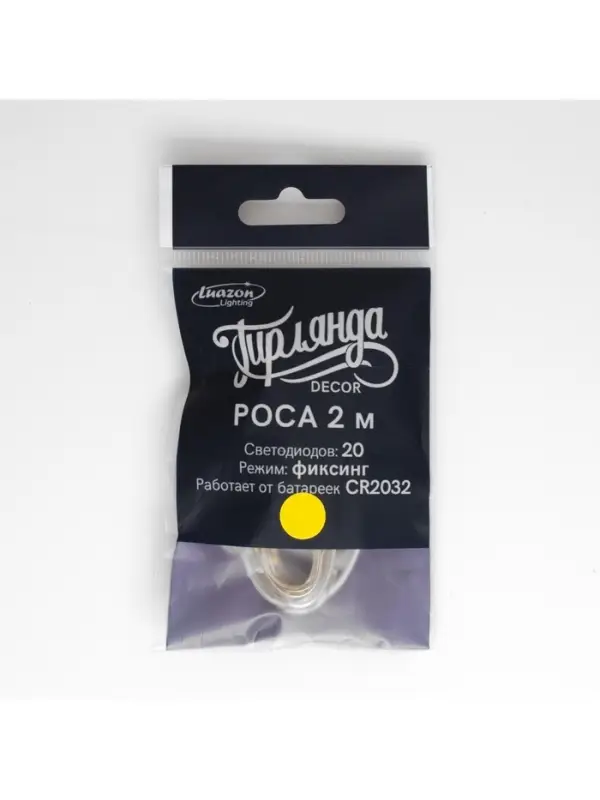 Luazon
Lighting
Гирлянда
DECOR
РОСА 2 м
Светодиодов: 20
Режим: фиксинг
Работает от батареек CR2032